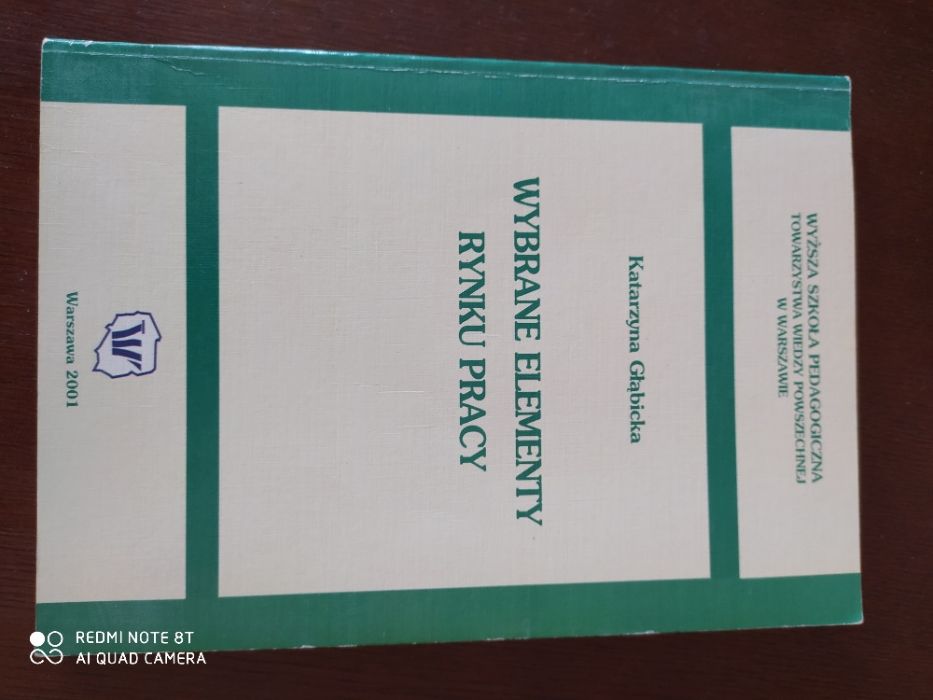 WYŻSZA SZKOŁA PEDAGOGICZNA
TOWARZYSTWA WIEDZY POWSZECHNEJ
W WARSZAWIE
Katarzyna Głąbicka
WYBRANE ELEMENTY
RYNKU PRACY
W
Warszawa 2001
REDMI NOTE 8T
AI QUAD CAMERA